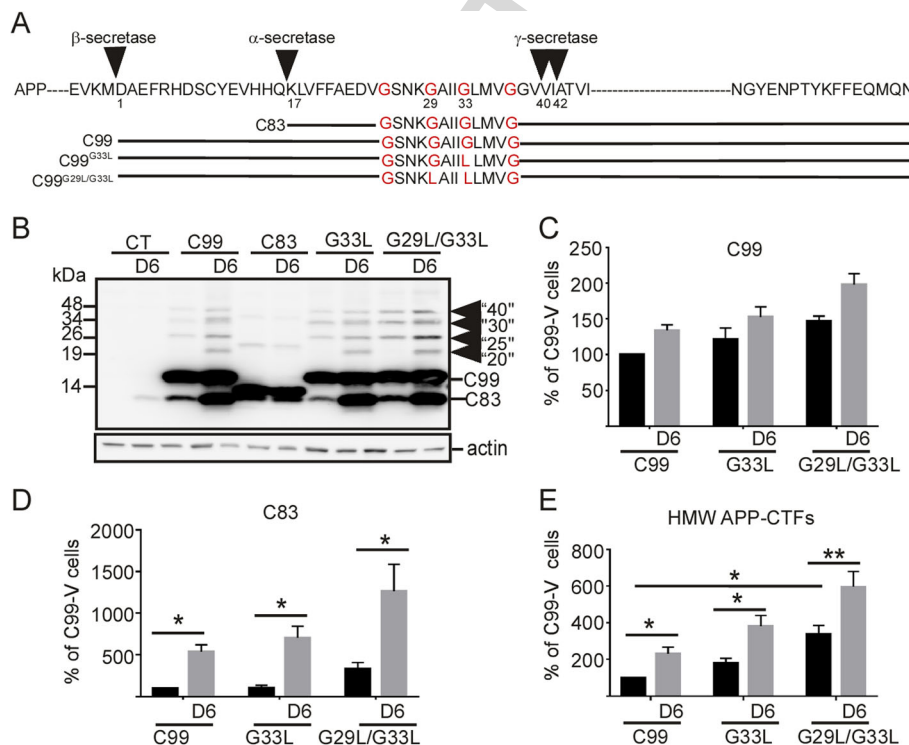 A
β-secretase
α-secretase
γ-secretase
APP----EVKMDAEFRHDSCYEVHHQKLVFFAEDVGSNKGAIIGLMVGGVVIATVI-----------------------NGYENPTYKFFEQMQN
1 17 29 33 40 42
C83 GSNKGAIIGLMVG
C99 GSNKGAIIGLMVG
C99G33L GSNKGAIILLMVG
C99G29L/G33L GSNKLAIILLMVG
B
CT C99 C83 G33L G29L/G33L
D6 D6 D6 D6 D6
kDa
48
34
26
19
14
"40"
"30"
"25"
"20"
C99
C83
actin
C
C99
% of C99-V cells
250
200
150
100
50
D6 D6 D6
C99 G33L G29L/G33L
D
C83
% of C99-V cells
2000
1500
1000
500
* * *
D6 D6 D6
C99 G33L G29L/G33L
E
HMW APP-CTFs
% of C99-V cells
800
600
400
200
* * * **
D6 D6 D6
C99 G33L G29L/G33L